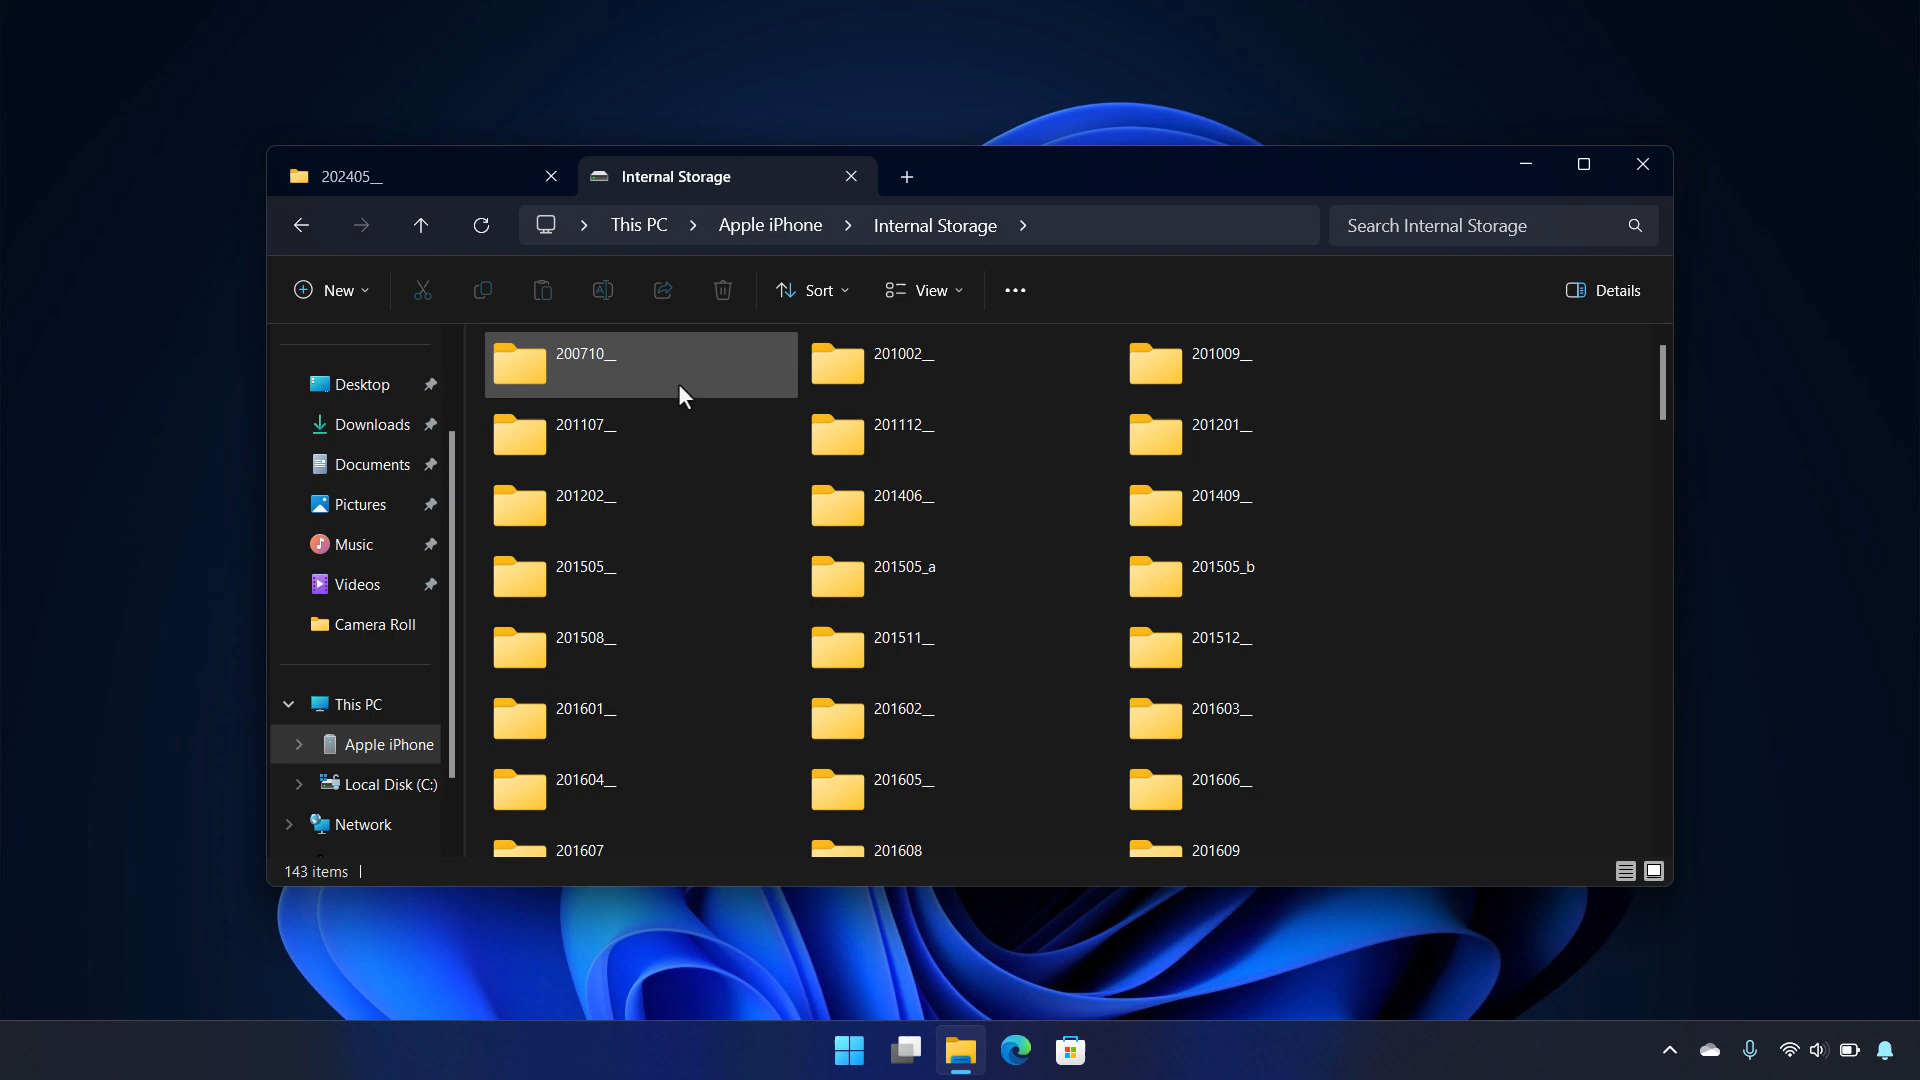 202405__
Internal Storage
This PC
Apple iPhone
Internal Storage
Search Internal Storage
New
Sort
View
Details
Desktop
Downloads
Documents
Pictures
Music
Videos
Camera Roll
This PC
Apple iPhone
Local Disk (C:)
Network
200710__
201002__
201009__
201107__
201112__
201201__
201202__
201406__
201409__
201505__
201505_a
201505_b
201508__
201511__
201512__
201601__
201602__
201603__
201604__
201605__
201606__
201607
201608
201609
143 items